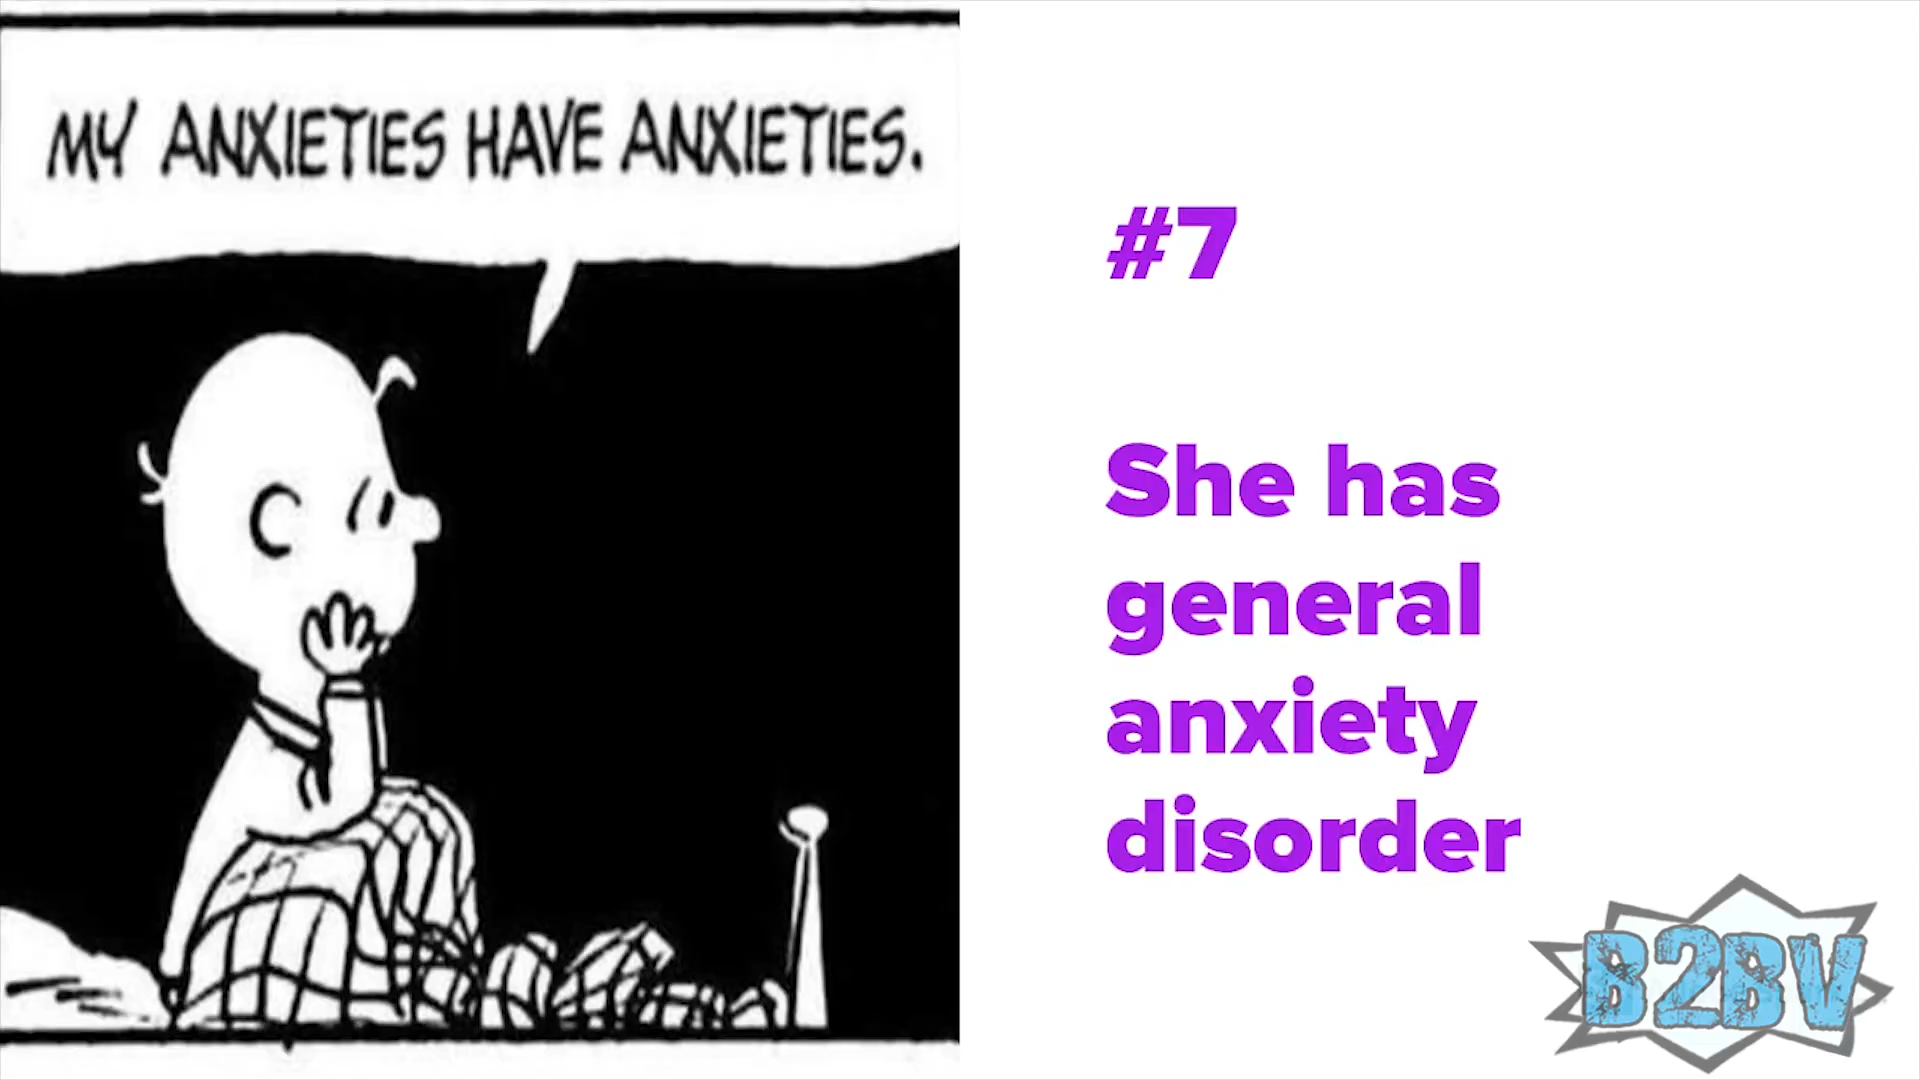 MY ANXIETIES HAVE ANXIETIES.
#7
She has
general
anxiety
disorder
B2BV